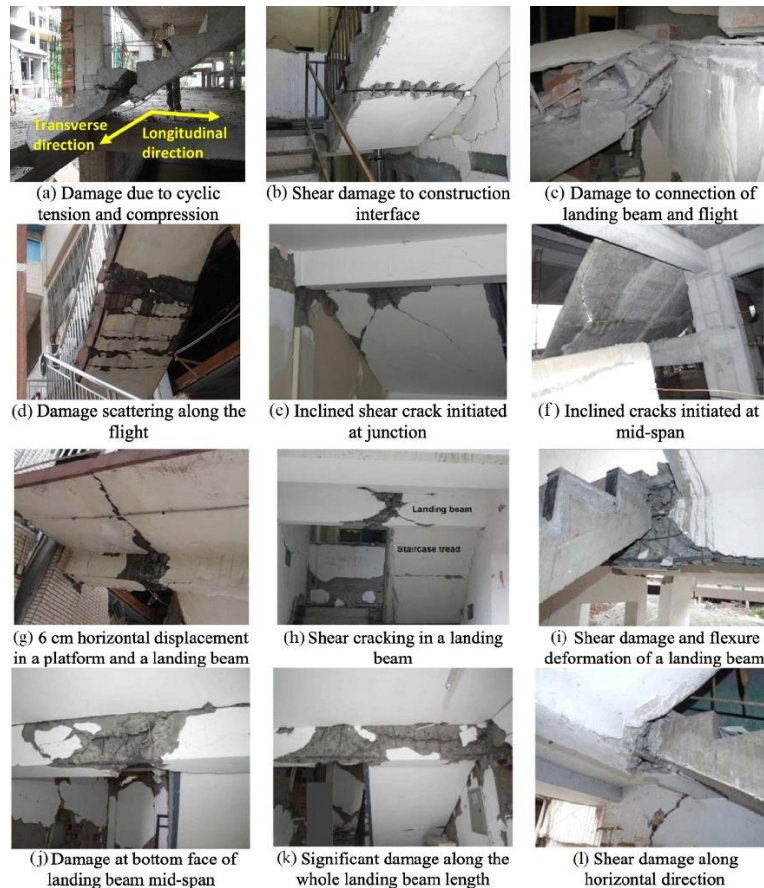 Transverse
direction
Longitudinal
direction
(a) Damage due to cyclic
tension and compression
(b) Shear damage to construction
interface
(c) Damage to connection of
landing beam and flight
(d) Damage scattering along the
flight
(e) Inclined shear crack initiated
at junction
(f) Inclined cracks initiated at
mid-span
Landing beam
Staircase tread
(g) 6 cm horizontal displacement
in a platform and a landing beam
(h) Shear cracking in a landing
beam
(i) Shear damage and flexure
deformation of a landing beam
(j) Damage at bottom face of
landing beam mid-span
(k) Significant damage along the
whole landing beam length
(l) Shear damage along
horizontal direction